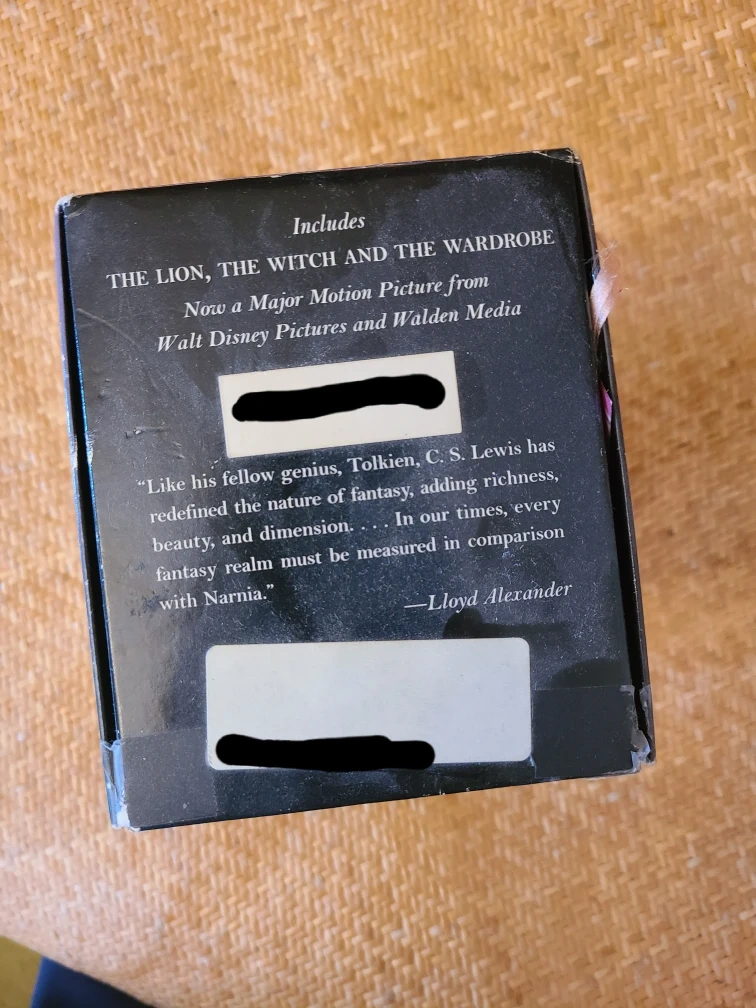 Includes
THE LION, THE WITCH AND THE WARDROBE
Now a Major Motion Picture from
Walt Disney Pictures and Walden Media
“Like his fellow genius, Tolkien, C. S. Lewis has
redefined the nature of fantasy, adding richness,
beauty, and dimension. . . . In our times, every
fantasy realm must be measured in comparison
with Narnia.”
—Lloyd Alexander